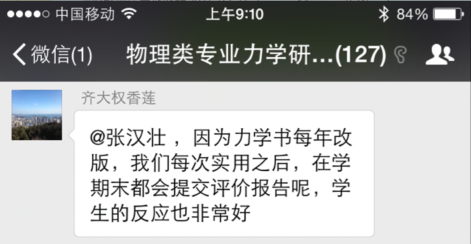 中国移动 上午9:10 84%
微信(1) 物理类专业力学研...(127)
齐大权香莲
@张汉壮，因为力学书每年改
版，我们每次实用之后，在学
期末都会提交评价报告呢，学
生的反应也非常好